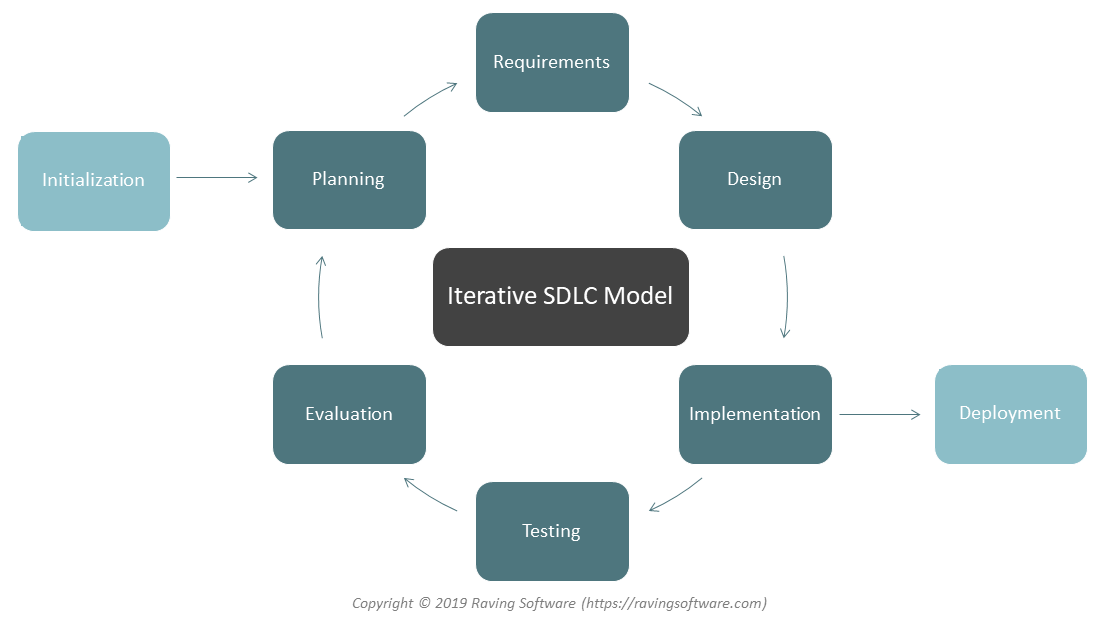 Requirements
Initialization
Planning
Design
Iterative SDLC Model
Evaluation
Implementation
Deployment
Testing
Copyright © 2019 Raving Software (https://ravingsoftware.com)